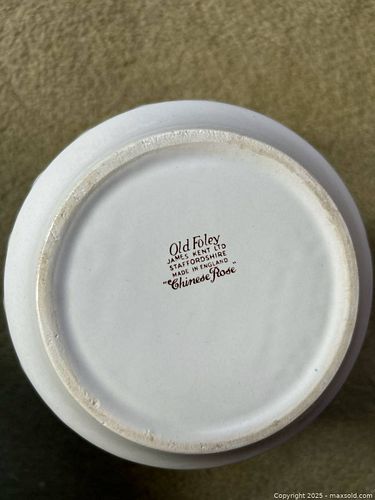 Old Foley
JAMES KENT LTD
STAFFORDSHIRE
MADE IN ENGLAND
"Chinese Rose"
Copyright 2025 - maxsold.com